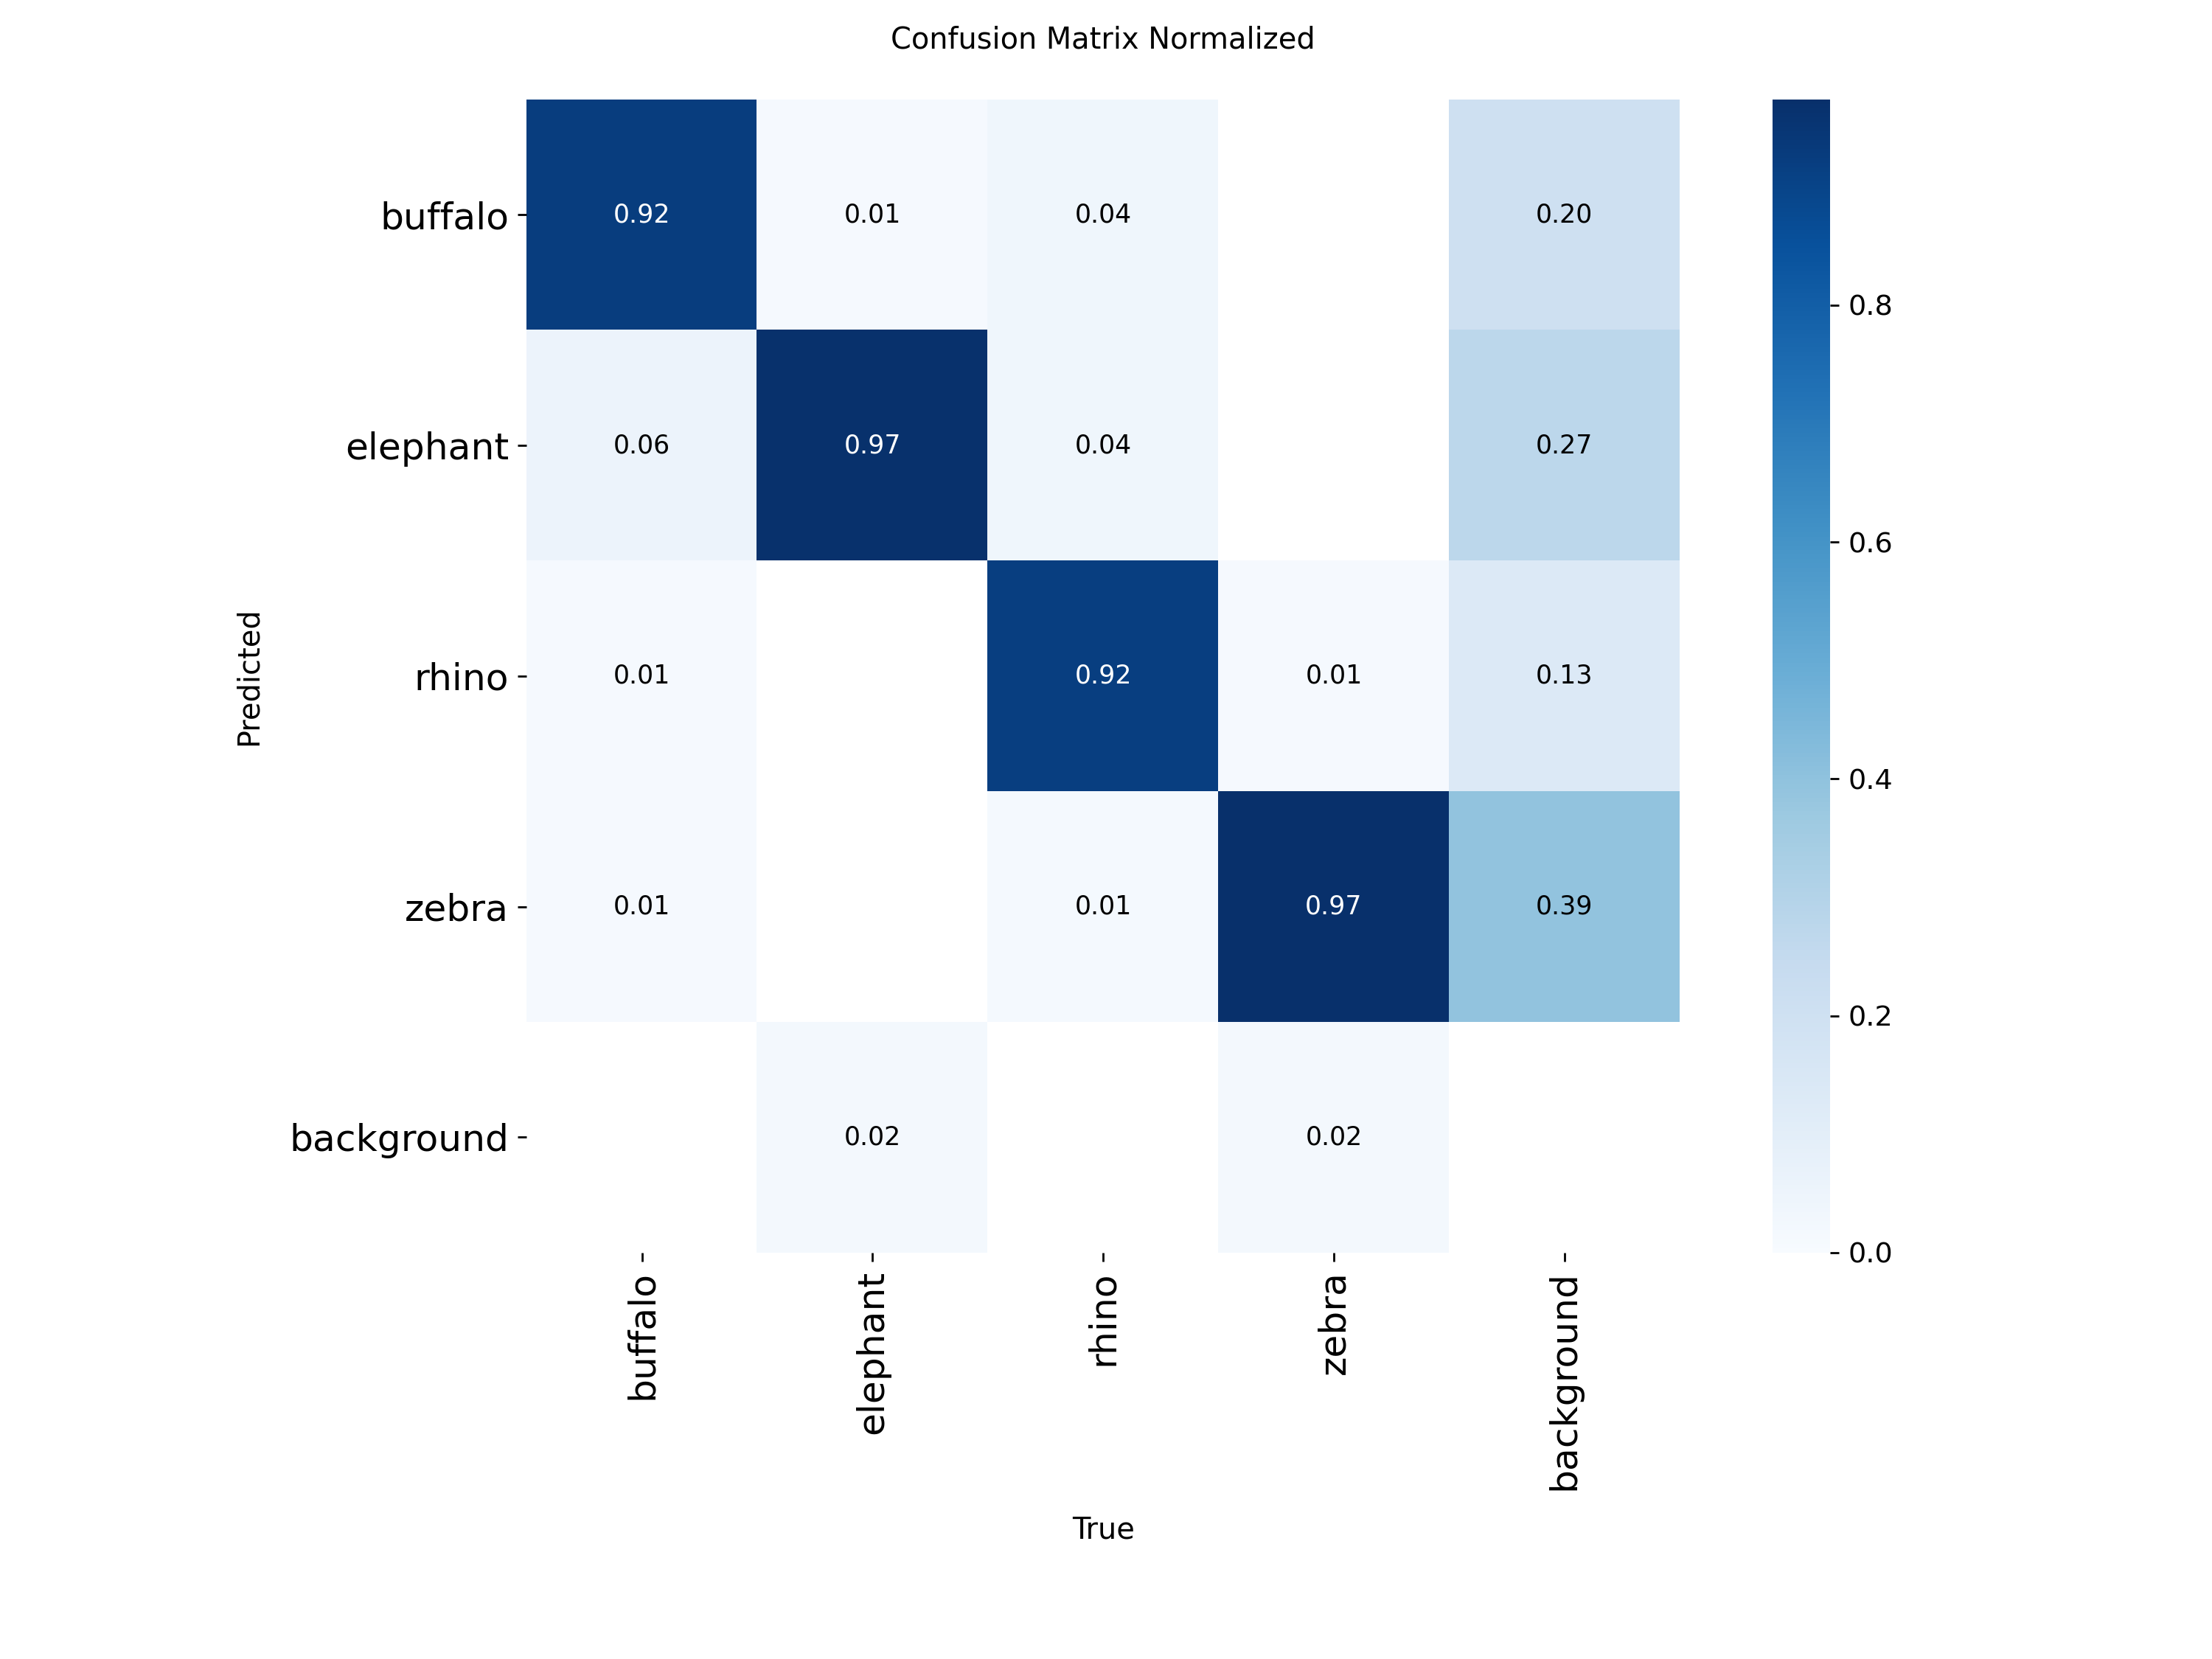 Confusion Matrix Normalized
buffalo 0.92 0.01 0.04 0.20
0.8
elephant 0.06 0.97 0.04 0.27
0.6
Predicted
rhino 0.01 0.92 0.01 0.13
0.4
zebra 0.01 0.01 0.97 0.39
0.2
background 0.02 0.02
0.0
buffalo elephant rhino zebra background
True